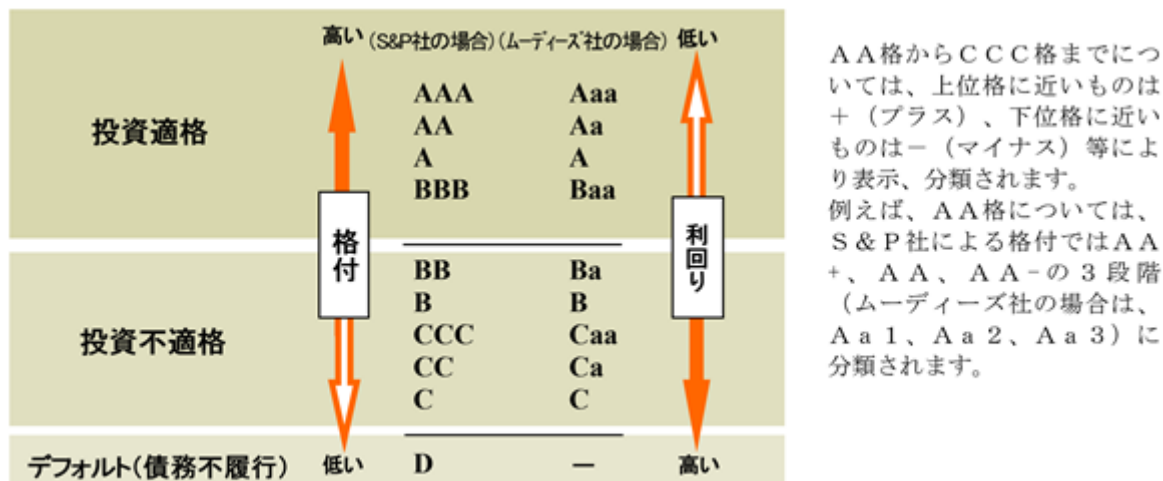 高い (S&P社の場合) (ムーディーズ社の場合) 低い
投資適格
AAA Aaa
AA Aa
A A
BBB Baa
格付
利回り
投資不適格
BB Ba
B B
CCC Caa
CC Ca
C C
デフォルト(債務不履行) 低い D － 高い
ＡＡ格からＣＣＣ格までにつ
いては、上位格に近いものは
＋（プラス）、下位格に近い
ものは－（マイナス）等によ
り表示、分類されます。
例えば、ＡＡ格については、
Ｓ＆Ｐ社による格付ではＡＡ
+、ＡＡ、ＡＡ-の３段階
（ムーディーズ社の場合は、
Ａａ１、Ａａ２、Ａａ３）に
分類されます。